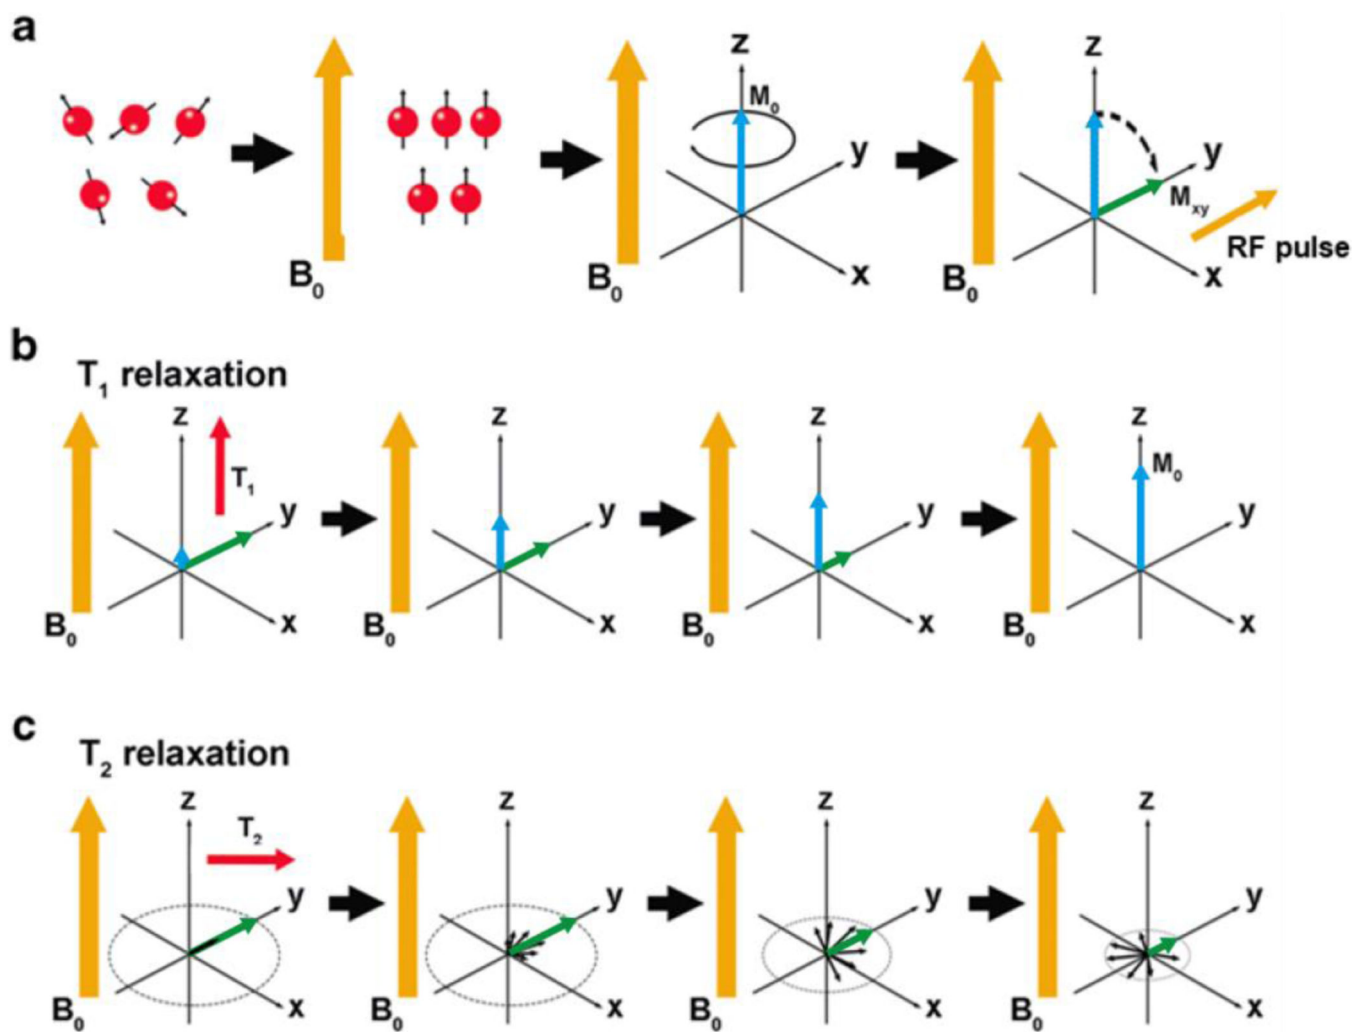 a
z z
M₀
y y
Mxy
RF pulse
B₀ B₀ x B₀ x
b
T₁ relaxation
z z z z
T₁ M₀
y y y y
B₀ x B₀ x B₀ x B₀ x
c
T₂ relaxation
z z z z
T₂
y y y y
B₀ x B₀ x B₀ x B₀ x